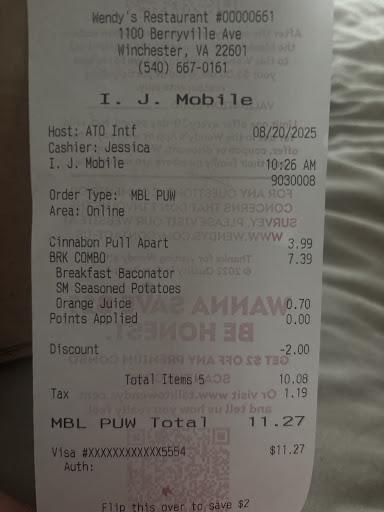 Wendy's Restaurant #00000661
1100 Berryville Ave
Winchester, VA 22601
(540) 667-0161
I. J. Mobile
Host: ATO Intf 08/20/2025
Cashier: Jessica
I. J. Mobile 10:26 AM
9030008
Order Type: MBL PUW
Area: Online
Cinnabon Pull Apart 3.99
BRK COMBO 7.39
Breakfast Baconator
SM Seasoned Potatoes
Orange Juice 0.70
Points Applied 0.00
Discount -2.00
Total Items 5 10.08
Tax 1.19
MBL PUW Total 11.27
Visa #XXXXXXXXXXXX5554 $11.27
Auth:
Flip this over to save $2